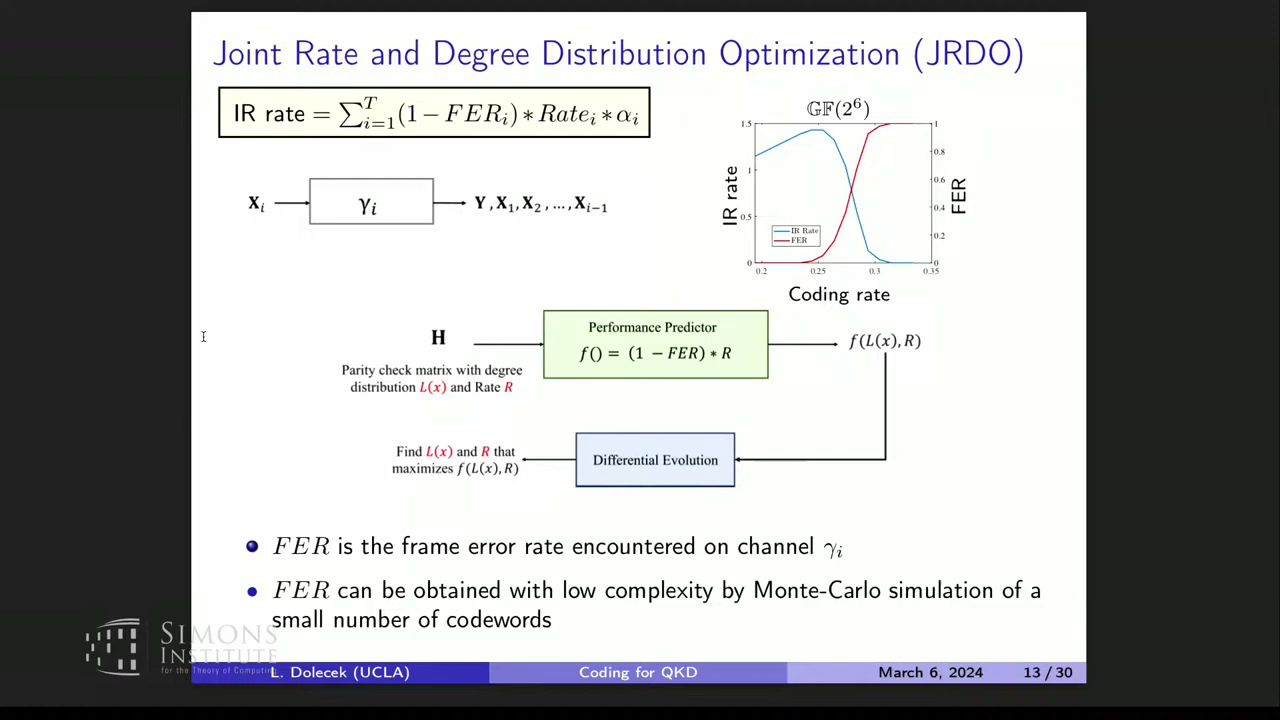 Joint Rate and Degree Distribution Optimization (JRDO)
IR rate = ∑_{i=1}^{T}(1 − FER_i) * Rate_i * α_i
𝔾𝔽(2^6)
1.5
1
0.5
0
IR rate
1
0.8
0.6
0.4
0.2
0
FER
IR Rate
FER
0.2 0.25 0.3 0.35
Coding rate
X_i
γ_i
Y, X_1, X_2, ..., X_{i−1}
H
Parity check matrix with degree
distribution L(x) and Rate R
Performance Predictor
f() = (1 − FER) * R
f(L(x), R)
Find L(x) and R that
maximizes f(L(x), R)
Differential Evolution
FER is the frame error rate encountered on channel γ_i
FER can be obtained with low complexity by Monte-Carlo simulation of a
small number of codewords
SIMONS
INSTITUTE
for the Theory of Computing
L. Dolecek (UCLA)
Coding for QKD
March 6, 2024
13 / 30